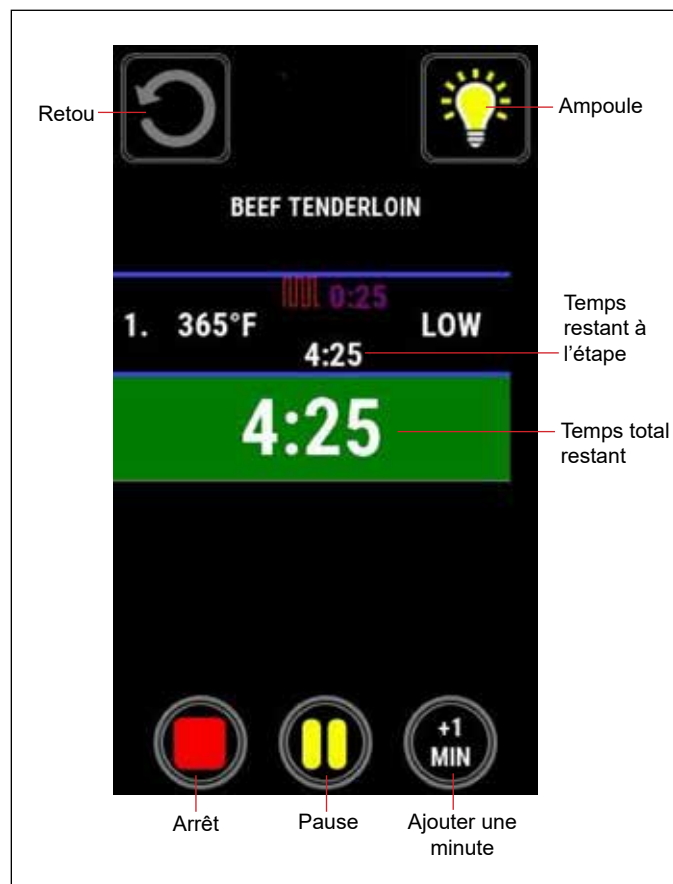 Retou
Ampoule
BEEF TENDERLOIN
0:25
1. 365°F LOW
4:25
Temps
restant à
l'étape
4:25
Temps total
restant
+1
MIN
Arrêt
Pause
Ajouter une
minute